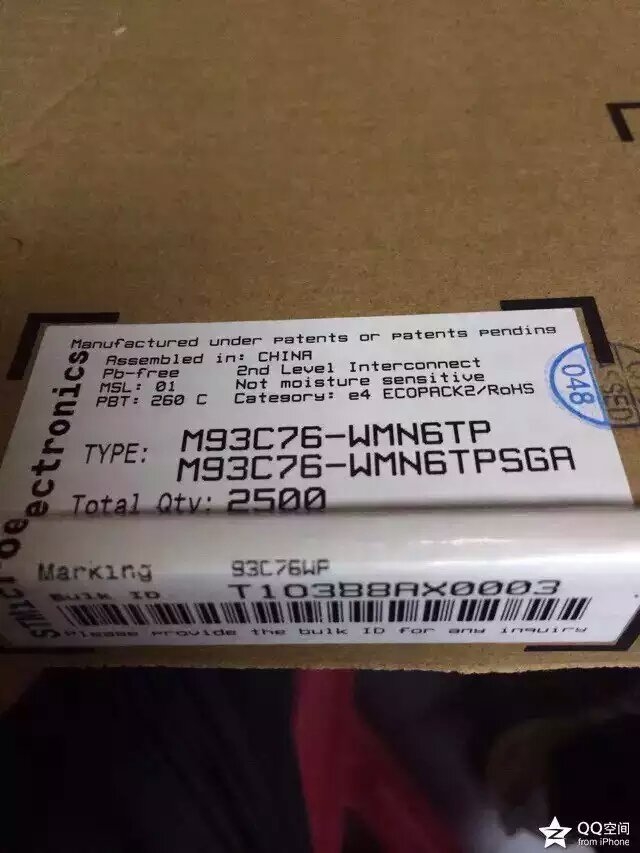 Manufactured under patents or patents pending
Assembled in: CHINA
Pb-free 2nd Level Interconnect
MSL: 01 Not moisture sensitive
PBT: 260 C Category: e4 ECOPACK2/RoHS
TYPE: M93C76-WMN6TP
M93C76-WMN6TPSGA
Total Qty: 2500
Marking 93C76WP
Bulk ID T103B8AX0003
Please provide the bulk ID for any inquiry
STMicroelectronics
048
QQ空间
from iPhone